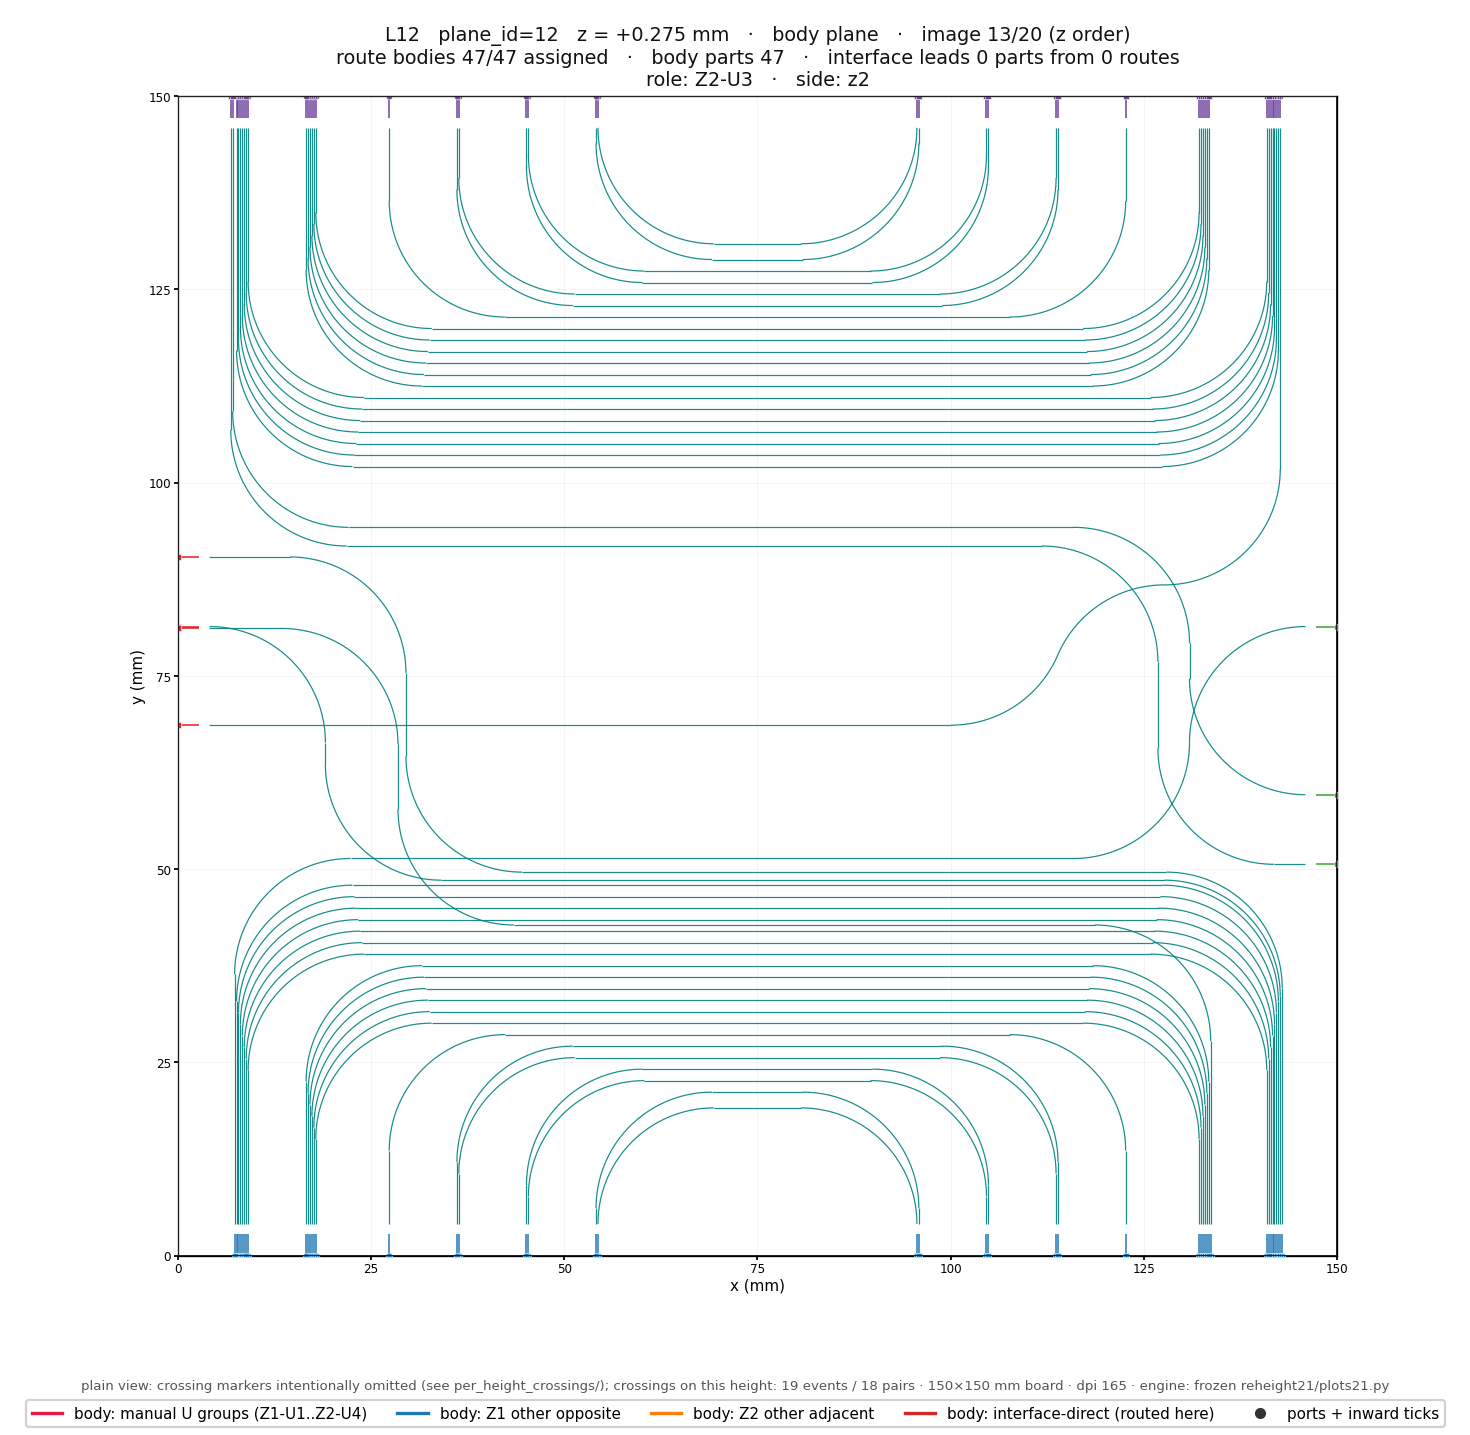 L12   plane_id=12   z = +0.275 mm   ·   body plane   ·   image 13/20 (z order)
route bodies 47/47 assigned   ·   body parts 47   ·   interface leads 0 parts from 0 routes
role: Z2-U3   ·   side: z2
150
125
100
75
50
25
0
y (mm)
0 25 50 75 100 125 150
x (mm)
plain view: crossing markers intentionally omitted (see per_height_crossings/); crossings on this height: 19 events / 18 pairs · 150×150 mm board · dpi 165 · engine: frozen reheight21/plots21.py
body: manual U groups (Z1-U1..Z2-U4) body: Z1 other opposite body: Z2 other adjacent body: interface-direct (routed here) ports + inward ticks